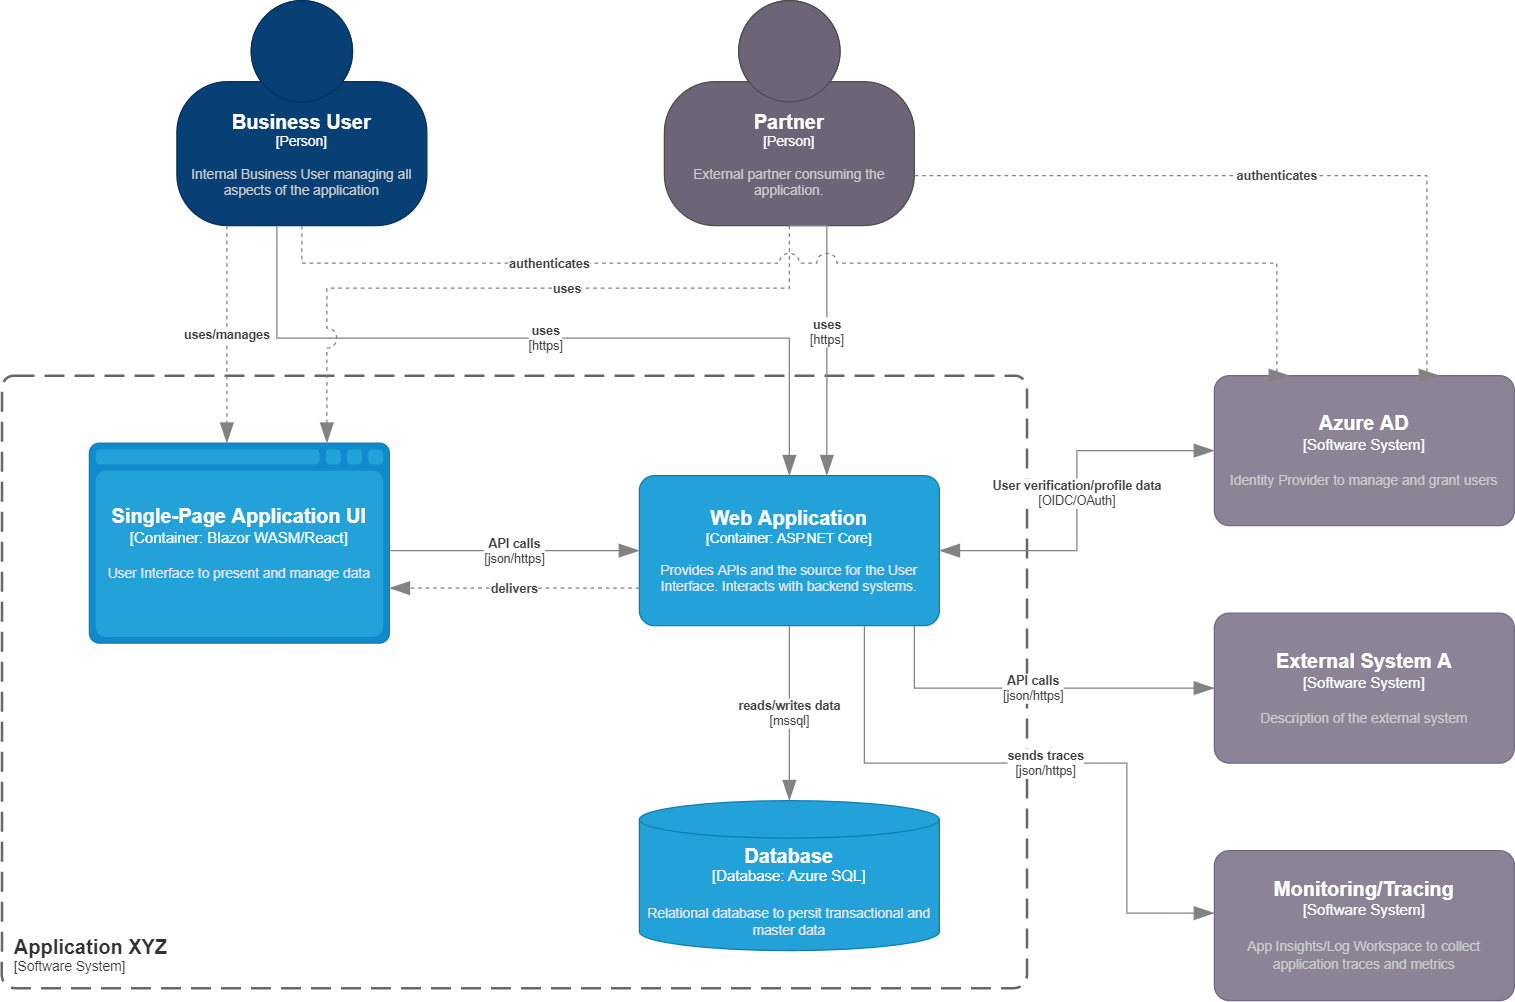 Business User
[Person]
Internal Business User managing all
aspects of the application
Partner
[Person]
External partner consuming the
application.
authenticates
authenticates
uses
uses/manages
uses
[https]
uses
[https]
Azure AD
[Software System]
Identity Provider to manage and grant users
User verification/profile data
[OIDC/OAuth]
Single-Page Application UI
[Container: Blazor WASM/React]
User Interface to present and manage data
API calls
[json/https]
delivers
Web Application
[Container: ASP.NET Core]
Provides APIs and the source for the User
Interface. Interacts with backend systems.
External System A
[Software System]
Description of the external system
API calls
[json/https]
reads/writes data
[mssql]
sends traces
[json/https]
Database
[Database: Azure SQL]
Relational database to persit transactional and
master data
Monitoring/Tracing
[Software System]
App Insights/Log Workspace to collect
application traces and metrics
Application XYZ
[Software System]